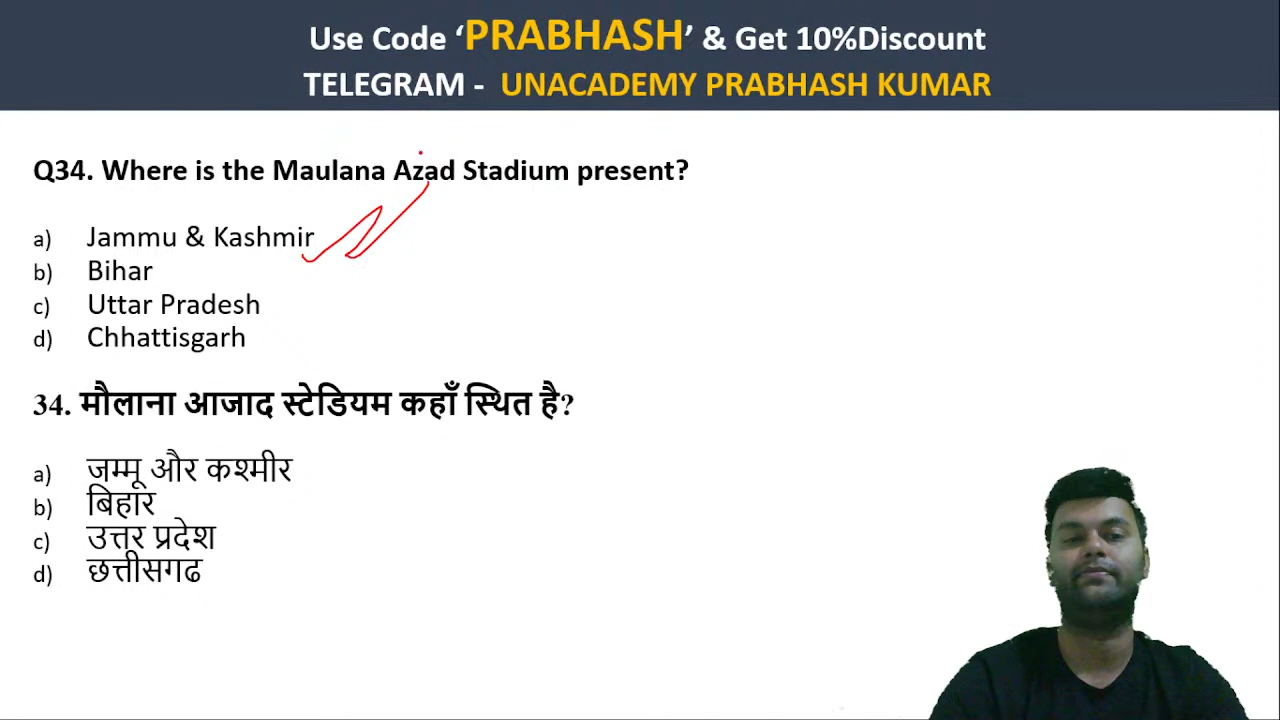 Use Code ‘PRABHASH’ & Get 10%Discount
TELEGRAM - UNACADEMY PRABHASH KUMAR
Q34. Where is the Maulana Azad Stadium present?
a) Jammu & Kashmir
b) Bihar
c) Uttar Pradesh
d) Chhattisgarh
34. मौलाना आजाद स्टेडियम कहाँ स्थित है?
a) जम्मू और कश्मीर
b) बिहार
c) उत्तर प्रदेश
d) छत्तीसगढ